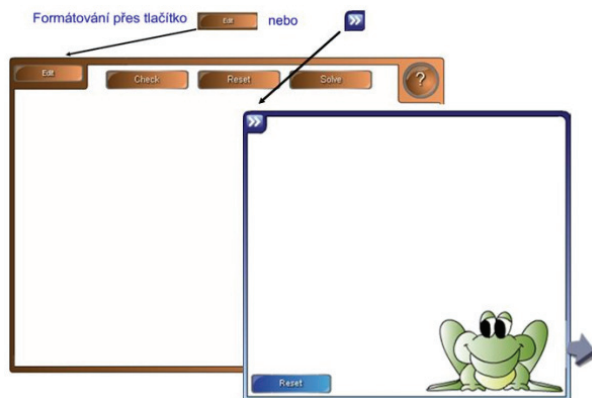 Formátování přes tlačítko Edit nebo »
Edit
Check Reset Solve ?
»
Reset